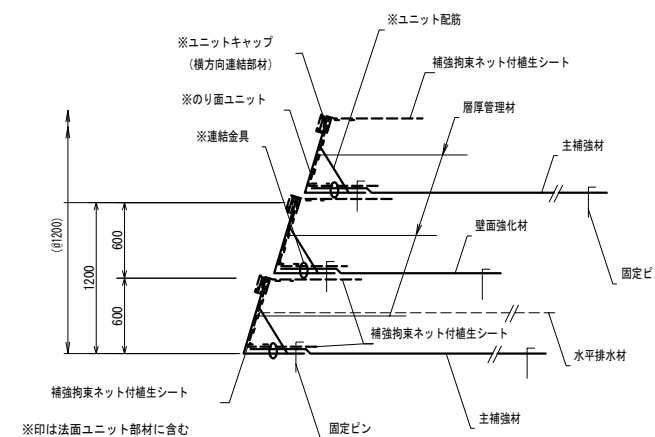 ※ユニット配筋
※ユニットキャップ
(横方向連結部材)
補強拘束ネット付植生シート
※のり面ユニット
層厚管理材
※連結金具
主補強材
(@1200)
1200
600
600
壁面強化材
固定ピ
補強拘束ネット付植生シート
水平排水材
補強拘束ネット付植生シート
主補強材
※印は法面ユニット部材に含む
固定ピン